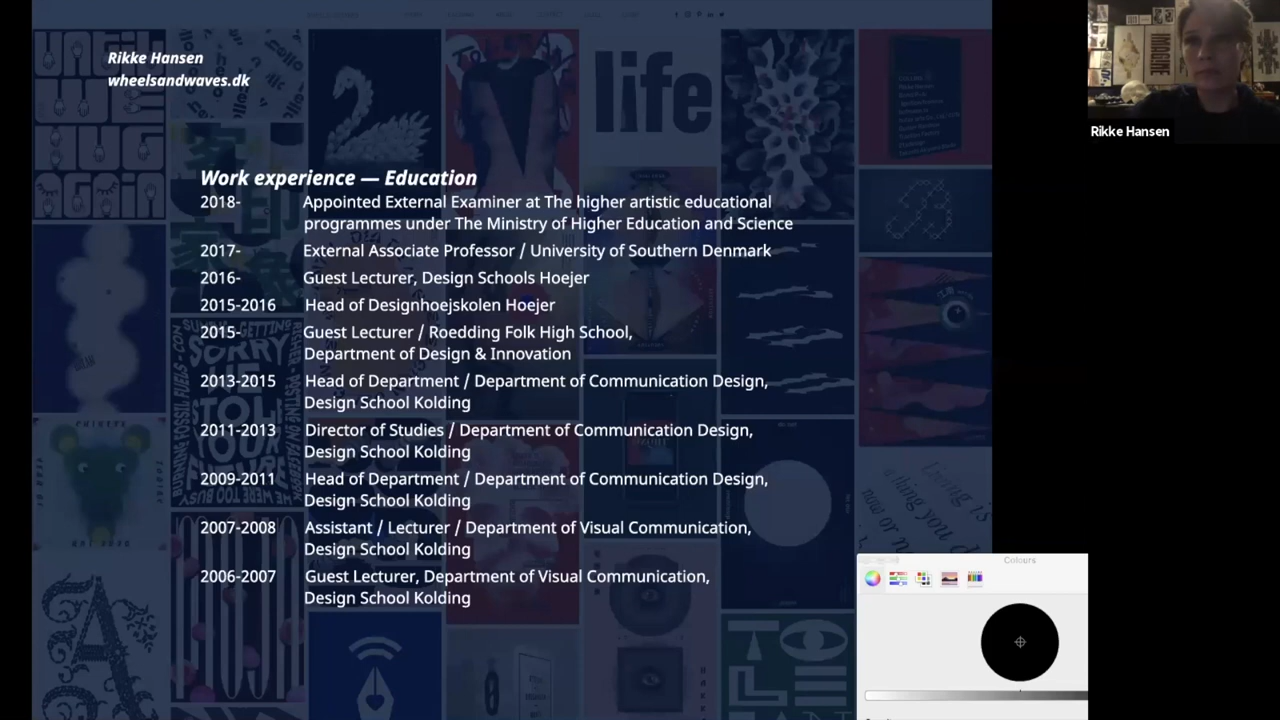 Rikke Hansen
wheelsandwaves.dk
life
Rikke Hansen
Work experience — Education
2018- Appointed External Examiner at The higher artistic educational
programmes under The Ministry of Higher Education and Science
2017- External Associate Professor / University of Southern Denmark
2016- Guest Lecturer, Design Schools Hoejer
2015-2016 Head of Designhoejskolen Hoejer
2015- Guest Lecturer / Roedding Folk High School,
Department of Design & Innovation
2013-2015 Head of Department / Department of Communication Design,
Design School Kolding
2011-2013 Director of Studies / Department of Communication Design,
Design School Kolding
2009-2011 Head of Department / Department of Communication Design,
Design School Kolding
2007-2008 Assistant / Lecturer / Department of Visual Communication,
Design School Kolding
2006-2007 Guest Lecturer, Department of Visual Communication,
Design School Kolding
SORRY
WE
STOLE
YOUR
Colours